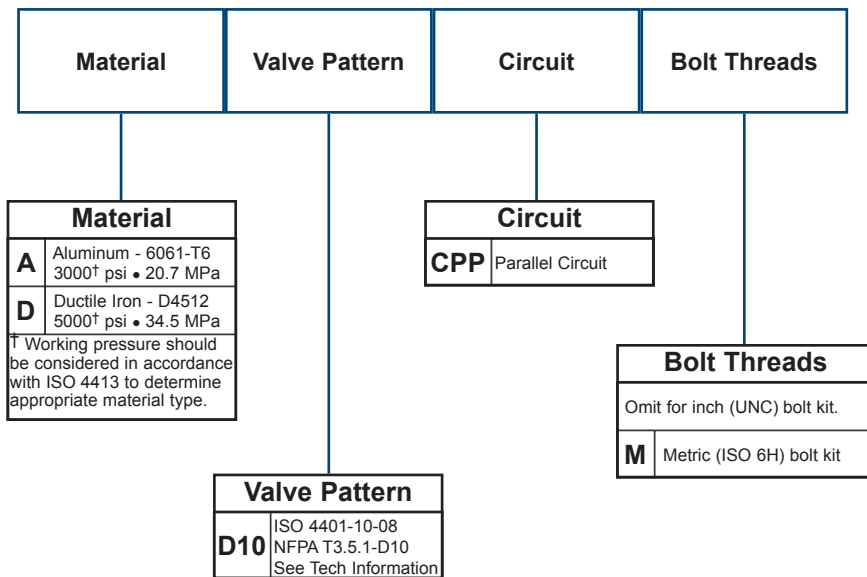 Material
Valve Pattern
Circuit
Bolt Threads
Material
A
Aluminum - 6061-T6
3000† psi • 20.7 MPa
D
Ductile Iron - D4512
5000† psi • 34.5 MPa
† Working pressure should
be considered in accordance
with ISO 4413 to determine
appropriate material type.
Circuit
CPP
Parallel Circuit
Bolt Threads
Omit for inch (UNC) bolt kit.
M
Metric (ISO 6H) bolt kit
Valve Pattern
D10
ISO 4401-10-08
NFPA T3.5.1-D10
See Tech Information